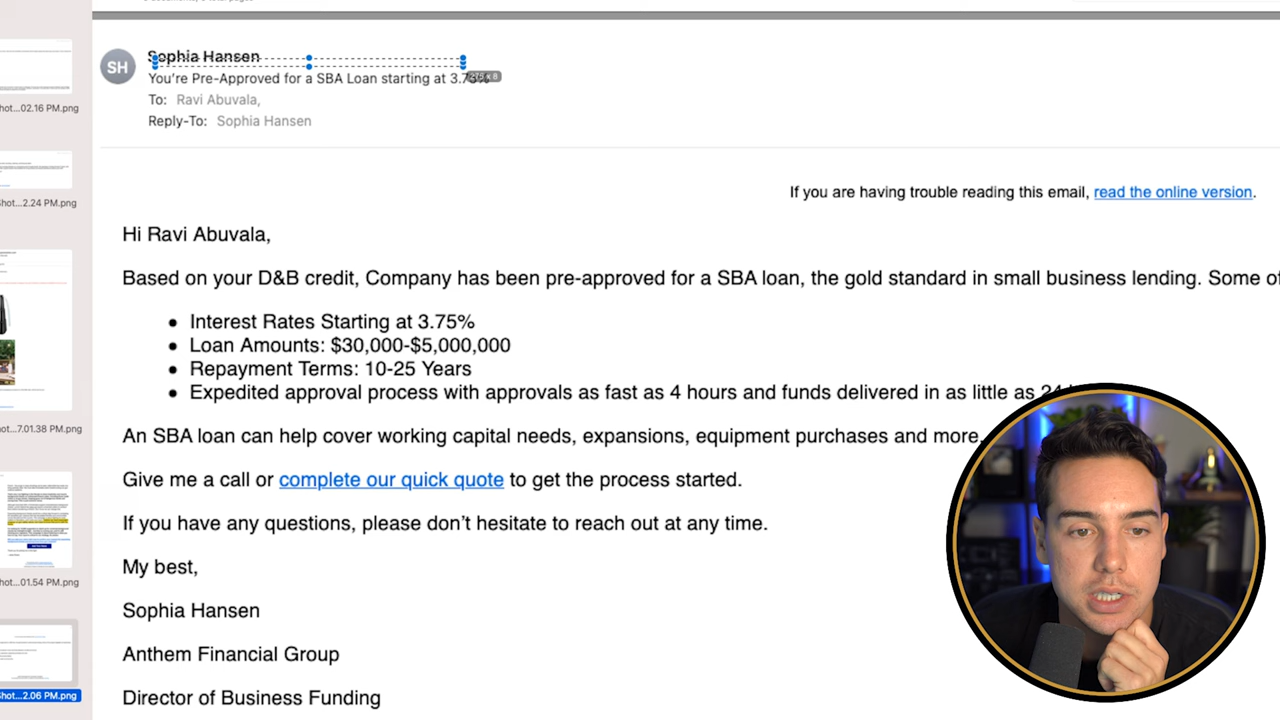 SH
Sophia Hansen
You're Pre-Approved for a SBA Loan starting at 3.75%
To: Ravi Abuvala,
Reply-To: Sophia Hansen
If you are having trouble reading this email, read the online version.
Hi Ravi Abuvala,
Based on your D&B credit, Company has been pre-approved for a SBA loan, the gold standard in small business lending. Some of
Interest Rates Starting at 3.75%
Loan Amounts: $30,000-$5,000,000
Repayment Terms: 10-25 Years
Expedited approval process with approvals as fast as 4 hours and funds delivered in as little as 24
An SBA loan can help cover working capital needs, expansions, equipment purchases and more.
Give me a call or complete our quick quote to get the process started.
If you have any questions, please don't hesitate to reach out at any time.
My best,
Sophia Hansen
Anthem Financial Group
Director of Business Funding
hot...02.16 PM.png
Shot...2.24 PM.png
hot...7.01.38 PM.png
hot...01.54 PM.png
Shot...2.06 PM.png